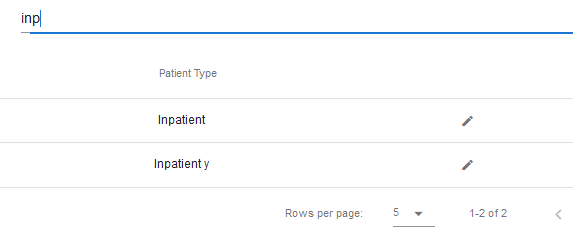 inp
Patient Type
Inpatient
Inpatient y
Rows per page: 5 1-2 of 2